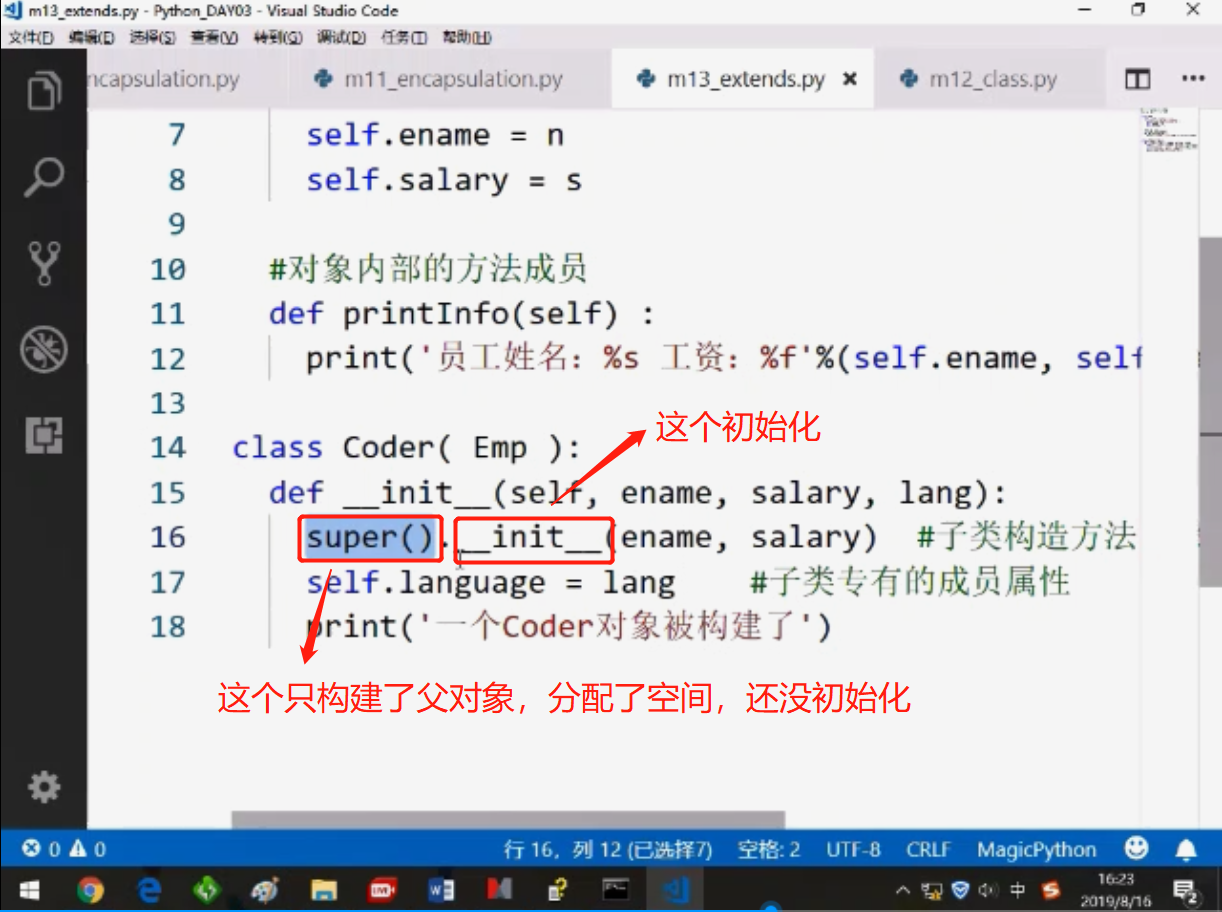 m13_extends.py - Python_DAY03 - Visual Studio Code
文件(F) 编辑(E) 选择(S) 查看(V) 转到(G) 调试(D) 任务(T) 帮助(H)
ncapsulation.py m11_encapsulation.py m13_extends.py m12_class.py
7 self.ename = n
8 self.salary = s
9
10 #对象内部的方法成员
11 def printInfo(self) :
12 print('员工姓名：%s 工资：%f'%(self.ename, self
13
这个初始化
14 class Coder( Emp ):
15 def __init__(self, ename, salary, lang):
16 super().__init__(ename, salary) #子类构造方法
17 self.language = lang #子类专有的成员属性
18 print('一个Coder对象被构建了')
这个只构建了父对象，分配了空间，还没初始化
0 0 行 16，列 12 (已选择7) 空格: 2 UTF-8 CRLF MagicPython
LIVE 中 16:23
2019/8/16 2